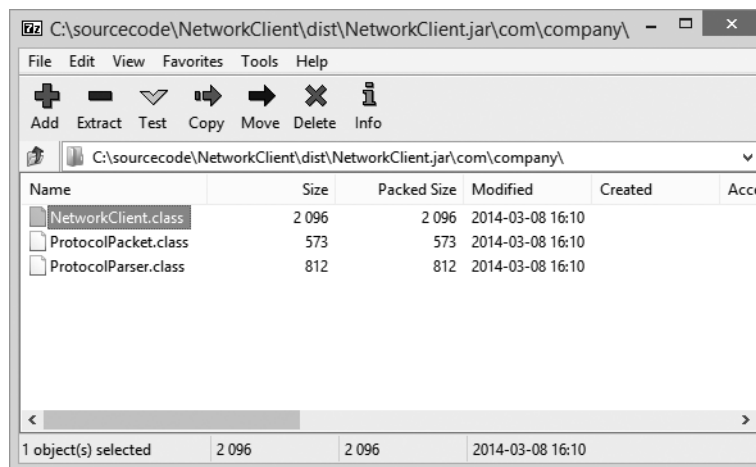 7z C:\sourcecode\NetworkClient\dist\NetworkClient.jar\com\company\
File Edit View Favorites Tools Help
Add Extract Test Copy Move Delete Info
C:\sourcecode\NetworkClient\dist\NetworkClient.jar\com\company\
Name Size Packed Size Modified Created Acce
NetworkClient.class 2 096 2 096 2014-03-08 16:10
ProtocolPacket.class 573 573 2014-03-08 16:10
ProtocolParser.class 812 812 2014-03-08 16:10
1 object(s) selected 2 096 2 096 2014-03-08 16:10